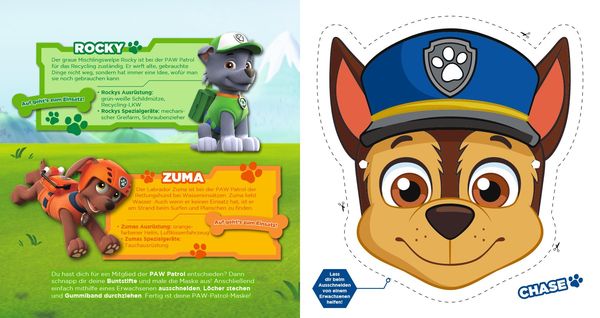 ROCKY
Der graue Mischlingswelpe Rocky ist bei der PAW Patrol
für das Recycling zuständig. Er wirft alte, gebrauchte
Dinge nicht weg, sondern hat immer eine Idee, wofür man
sie noch gebrauchen kann.
Auf geht's zum Einsatz!
• Rockys Ausrüstung:
grün-weiße Schildmütze,
Recycling-LKW
• Rockys Spezialgeräte: mechani-
scher Greifarm, Schraubenzieher
ZUMA
Der Labrador Zuma ist bei der PAW Patrol der
Rettungshund bei Wassereinsätzen. Zuma liebt
Wasser. Auch wenn er keinen Einsatz hat, ist er
am Strand beim Surfen und Planschen zu finden.
Auf geht's zum Einsatz!
• Zumas Ausrüstung: orange-
farbener Helm, Luftkissenfahrzeug
• Zumas Spezialgeräte:
Tauchausrüstung
Du hast dich für ein Mitglied der PAW Patrol entschieden? Dann
schnapp dir deine Buntstifte und male die Maske aus! Anschließend
einfach mithilfe eines Erwachsenen ausschneiden, Löcher stechen
und Gummiband durchziehen. Fertig ist deine PAW-Patrol-Maske!
Lass
dir beim
Ausschneiden
von einem
Erwachsenen
helfen!
CHASE